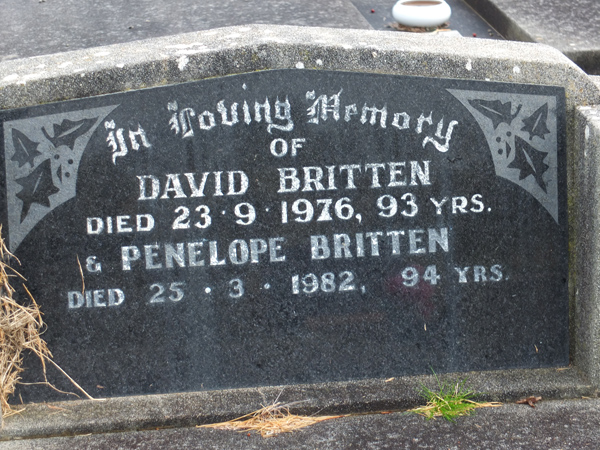 In Loving Memory
OF
DAVID BRITTEN
DIED 23·9·1976, 93 YRS.
& PENELOPE BRITTEN
DIED 25·3·1982, 94 YRS.